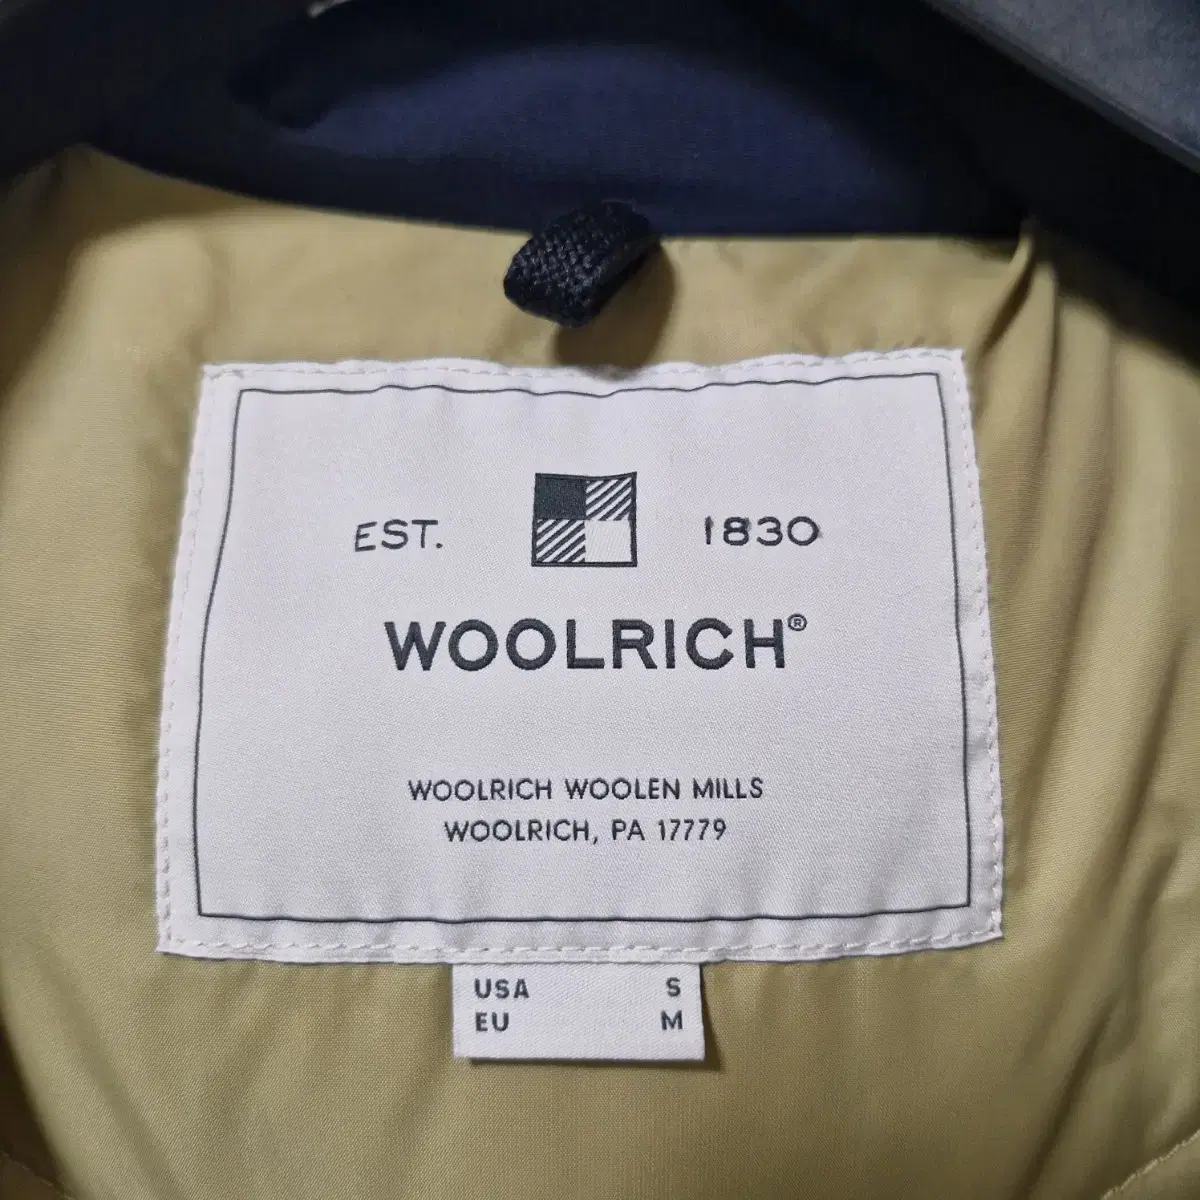 EST. 1830
WOOLRICH®
WOOLRICH WOOLEN MILLS
WOOLRICH, PA 17779
USA S
EU M